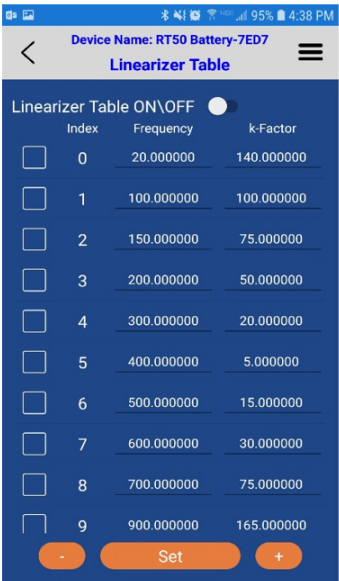 95% 4:38 PM
Device Name: RT50 Battery-7ED7
Linearizer Table
Linearizer Table ON\OFF
Index Frequency k-Factor
0 20.000000 140.000000
1 100.000000 100.000000
2 150.000000 75.000000
3 200.000000 50.000000
4 300.000000 20.000000
5 400.000000 5.000000
6 500.000000 15.000000
7 600.000000 30.000000
8 700.000000 75.000000
9 900.000000 165.000000
- Set +